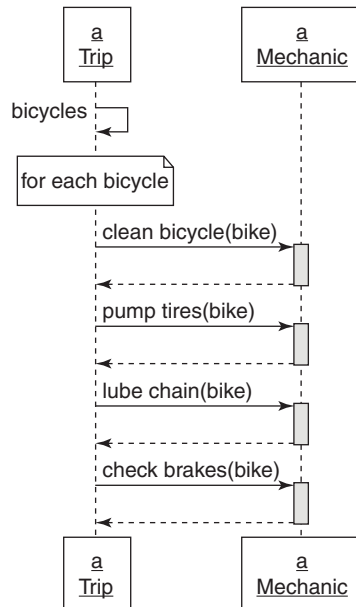 a
Trip
a
Mechanic
bicycles
for each bicycle
clean bicycle(bike)
pump tires(bike)
lube chain(bike)
check brakes(bike)
a
Trip
a
Mechanic